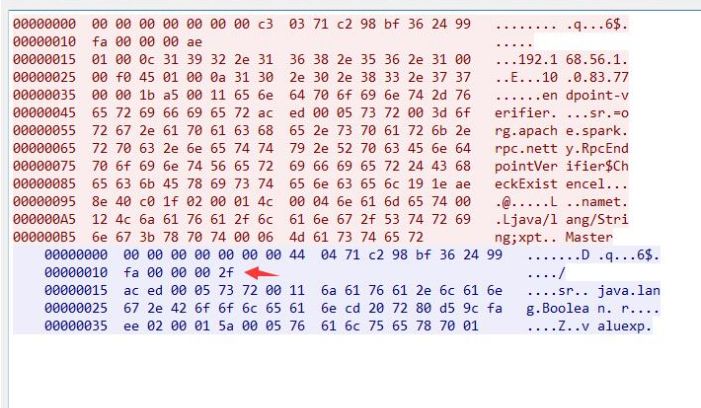 00000000  00 00 00 00 00 00 00 c3  03 71 c2 98 bf 36 24 99   ........ .q...6$.
00000010  fa 00 00 00 ae                                     .....
00000015  01 00 0c 31 39 32 2e 31  36 38 2e 35 36 2e 31 00   ...192.1 68.56.1.
00000025  00 f0 45 01 00 0a 31 30  2e 30 2e 38 33 2e 37 37   ..E...10 .0.83.77
00000035  00 00 1b a5 00 11 65 6e  64 70 6f 69 6e 74 2d 76   ......en dpoint-v
00000045  65 72 69 66 69 65 72 ac  ed 00 05 73 72 00 3d 6f   erifier. ...sr.=o
00000055  72 67 2e 61 70 61 63 68  65 2e 73 70 61 72 6b 2e   rg.apach e.spark.
00000065  72 70 63 2e 6e 65 74 74  79 2e 52 70 63 45 6e 64   rpc.nett y.RpcEnd
00000075  70 6f 69 6e 74 56 65 72  69 66 69 65 72 24 43 68   pointVer ifier$Ch
00000085  65 63 6b 45 78 69 73 74  65 6e 63 65 6c 19 1e ae   eckExist encel...
00000095  8e 40 c0 1f 02 00 01 4c  00 04 6e 61 6d 65 74 00   .@.....L ..namet.
000000A5  12 4c 6a 61 76 61 2f 6c  61 6e 67 2f 53 74 72 69   .Ljava/l ang/Stri
000000B5  6e 67 3b 78 70 74 00 06  4d 61 73 74 65 72         ng;xpt.. Master
00000000  00 00 00 00 00 00 00 44  04 71 c2 98 bf 36 24 99   .......D .q...6$.
00000010  fa 00 00 00 2f                                     ..../
00000015  ac ed 00 05 73 72 00 11  6a 61 76 61 2e 6c 61 6e   ....sr.. java.lan
00000025  67 2e 42 6f 6f 6c 65 61  6e cd 20 72 80 d5 9c fa   g.Boolea n. r....
00000035  ee 02 00 01 5a 00 05 76  61 6c 75 65 78 70 01      ....Z..v aluexp.